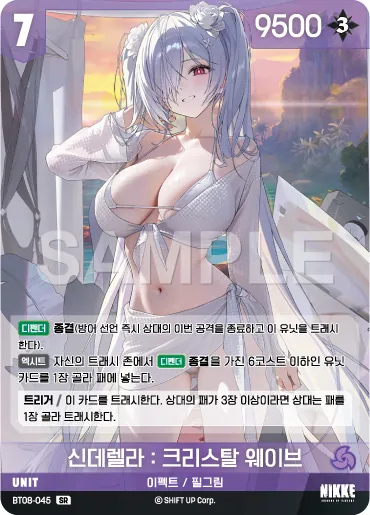 7
9500 3
SAMPLE
디펜더 종결(방어 선언 즉시 상대의 이번 공격을 종료하고 이 유닛을 트래시
한다).
엑시트 자신의 트래시 존에서 디펜더 종결을 가진 6코스트 이하인 유닛
카드를 1장 골라 패에 넣는다.
트리거 / 이 카드를 트래시한다. 상대의 패가 3장 이상이라면 상대는 패를
1장 골라 트래시한다.
신데렐라 : 크리스탈 웨이브
UNIT
이펙트 / 필그림
NIKKE
BT08-045 SR
©SHIFT UP Corp.